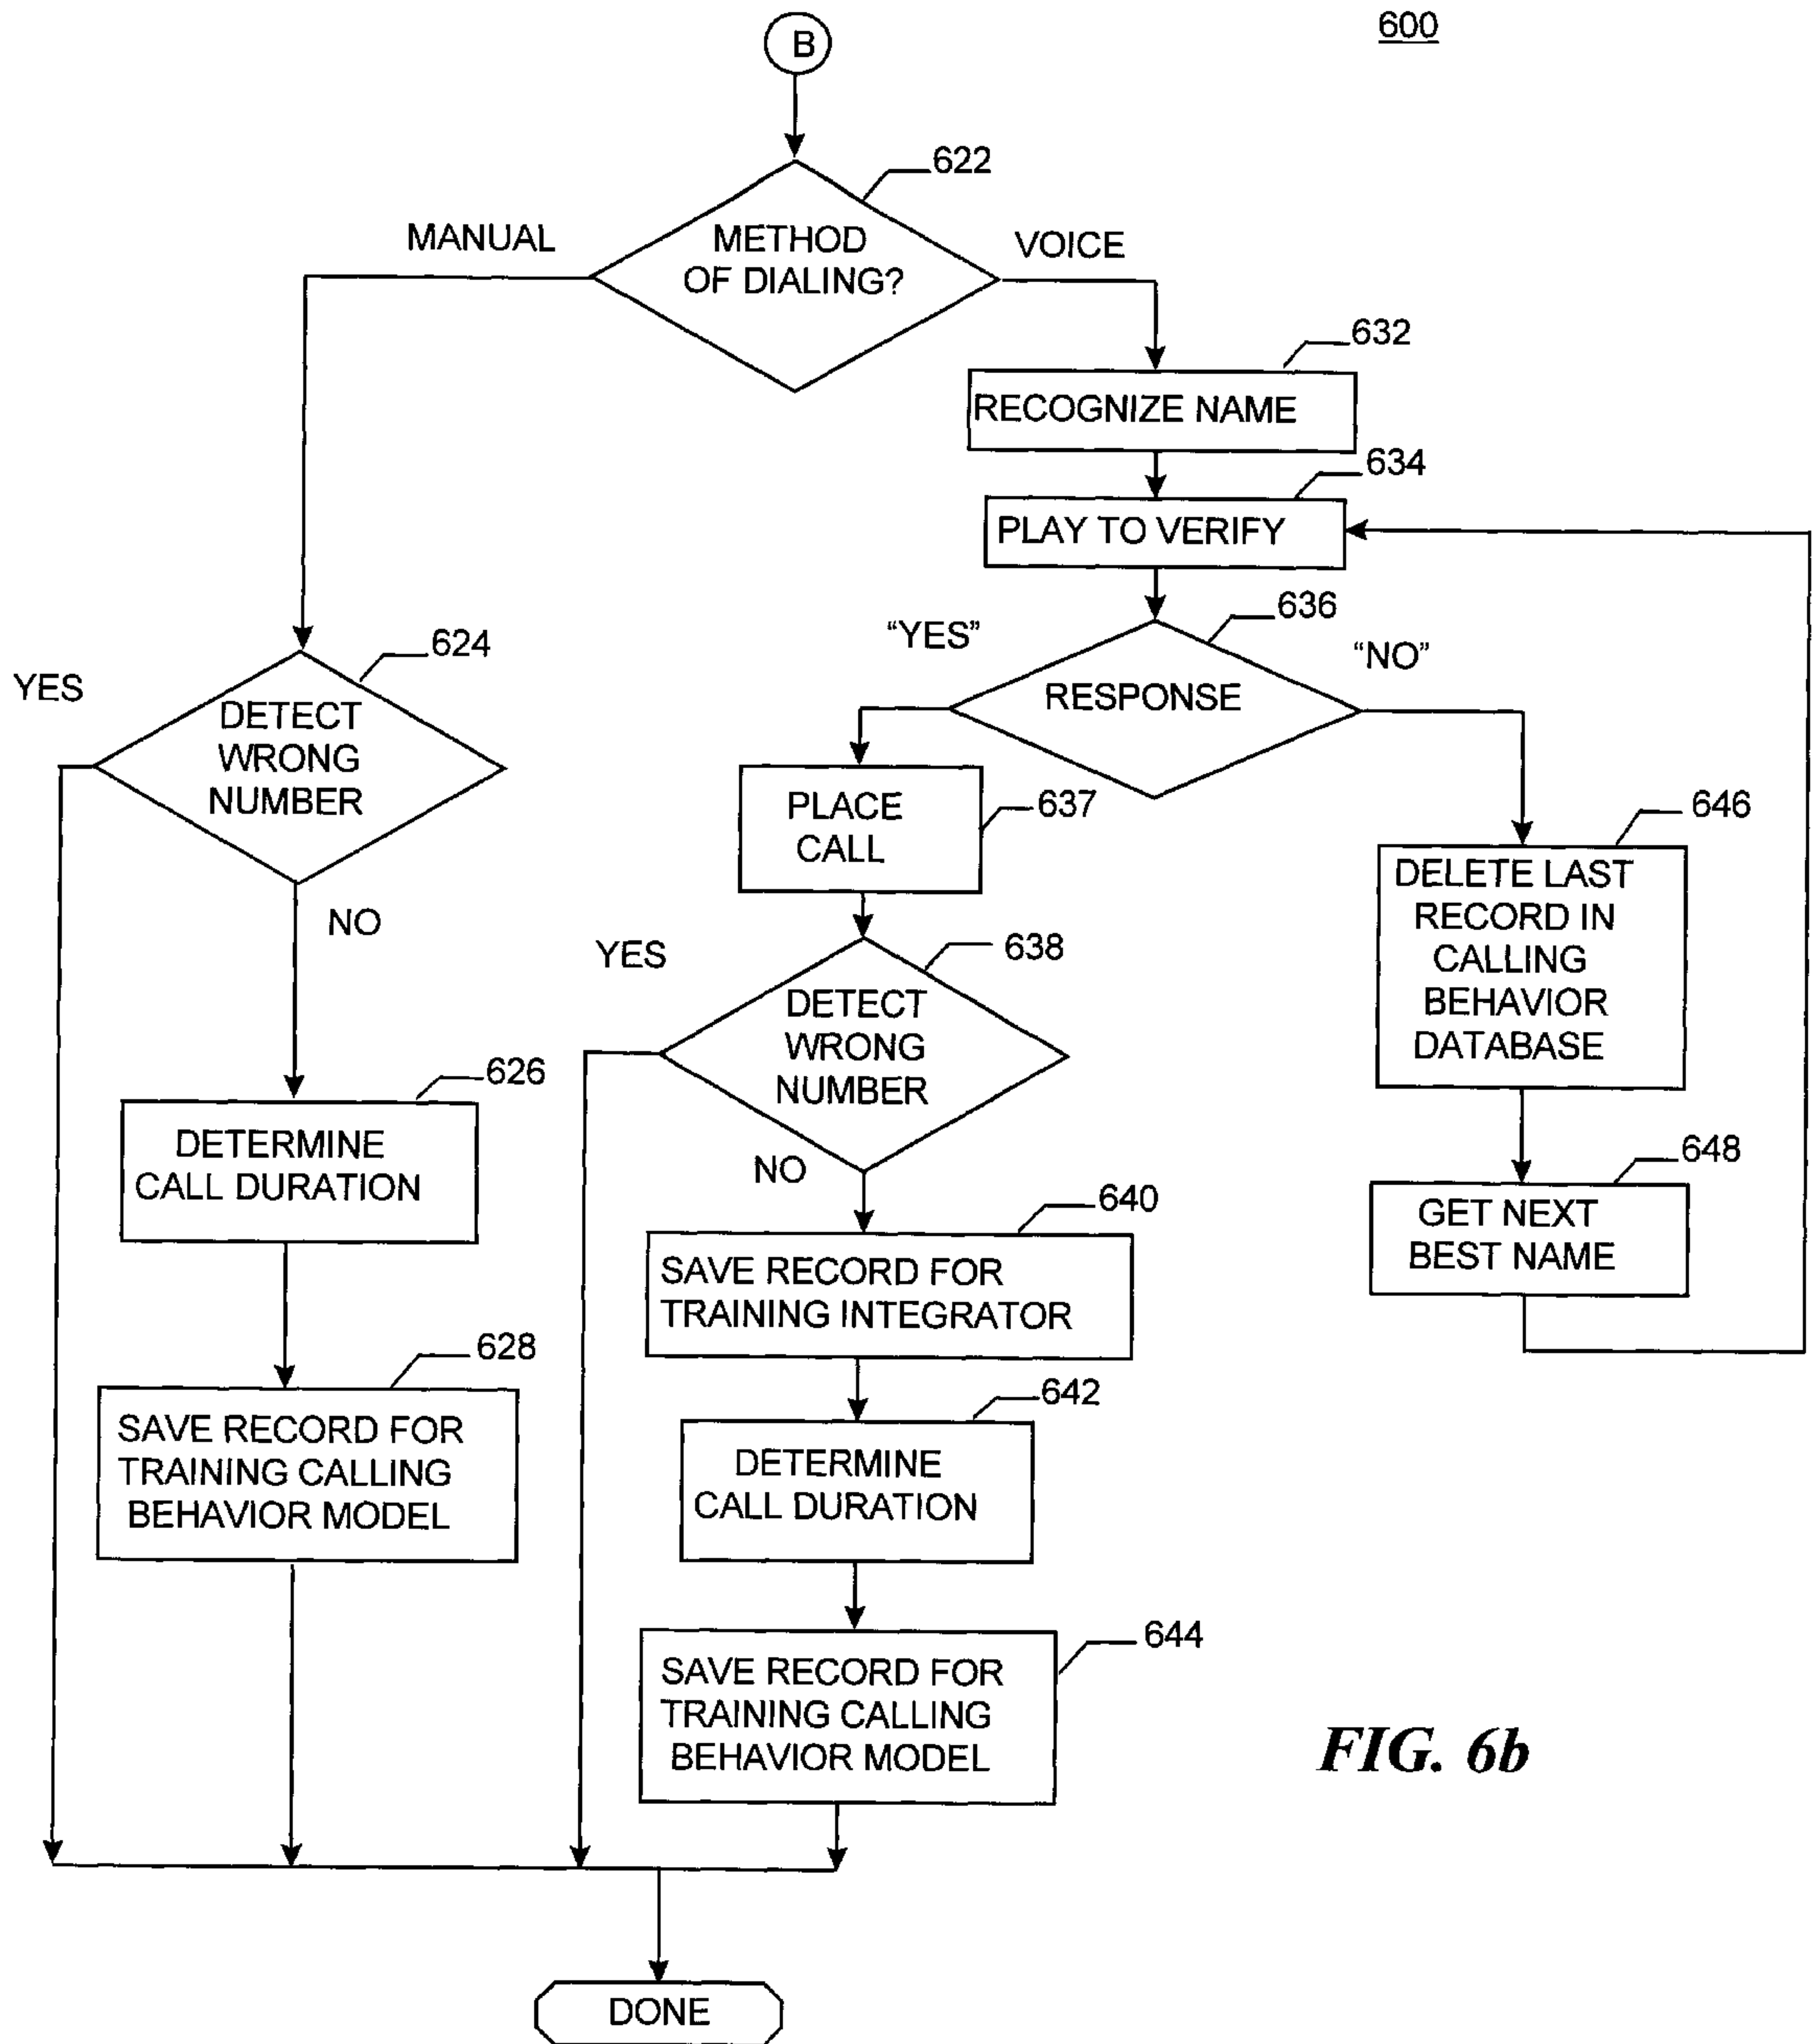 600
B
622
MANUAL
METHOD
OF DIALING?
VOICE
632
RECOGNIZE NAME
634
PLAY TO VERIFY
636
"YES"
"NO"
RESPONSE
624
YES
DETECT
WRONG
NUMBER
NO
PLACE
CALL
637
646
DELETE LAST
RECORD IN
CALLING
BEHAVIOR
DATABASE
638
YES
DETECT
WRONG
NUMBER
NO
626
DETERMINE
CALL DURATION
648
GET NEXT
BEST NAME
640
SAVE RECORD FOR
TRAINING INTEGRATOR
628
SAVE RECORD FOR
TRAINING CALLING
BEHAVIOR MODEL
642
DETERMINE
CALL DURATION
644
SAVE RECORD FOR
TRAINING CALLING
BEHAVIOR MODEL
FIG. 6b
DONE